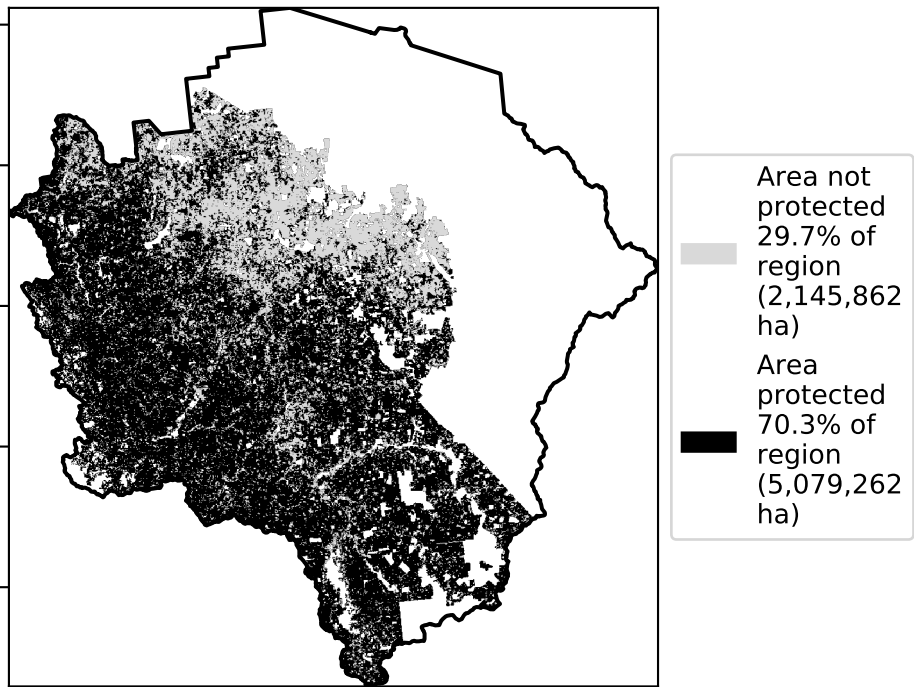 Area not
protected
29.7% of
region
(2,145,862
ha)
Area
protected
70.3% of
region
(5,079,262
ha)